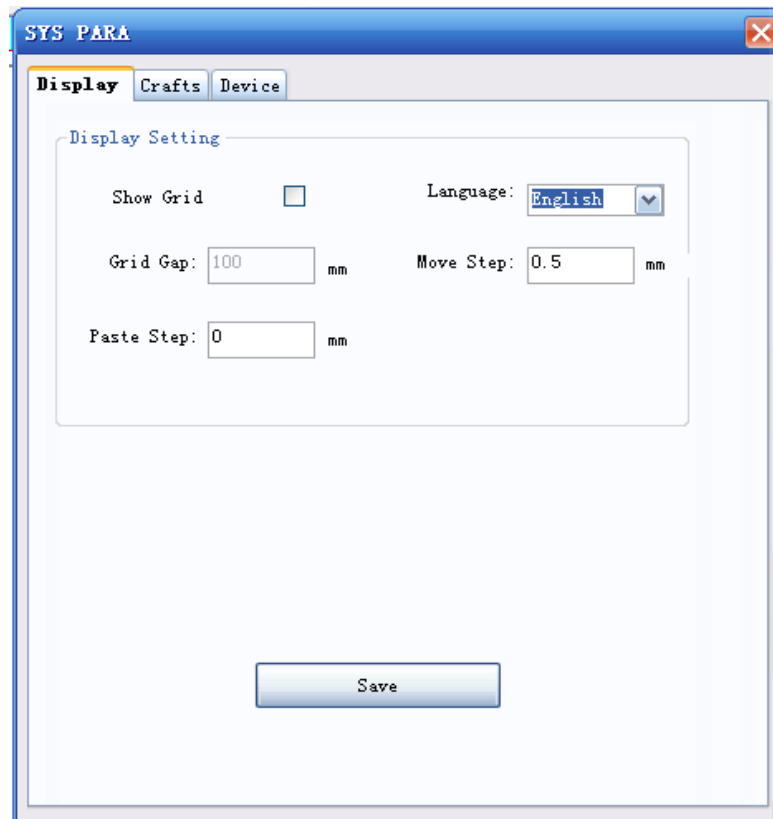 SYS PARA
Display Crafts Device
Display Setting
Show Grid Language: English
Grid Gap: 100 mm Move Step: 0.5 mm
Paste Step: 0 mm
Save